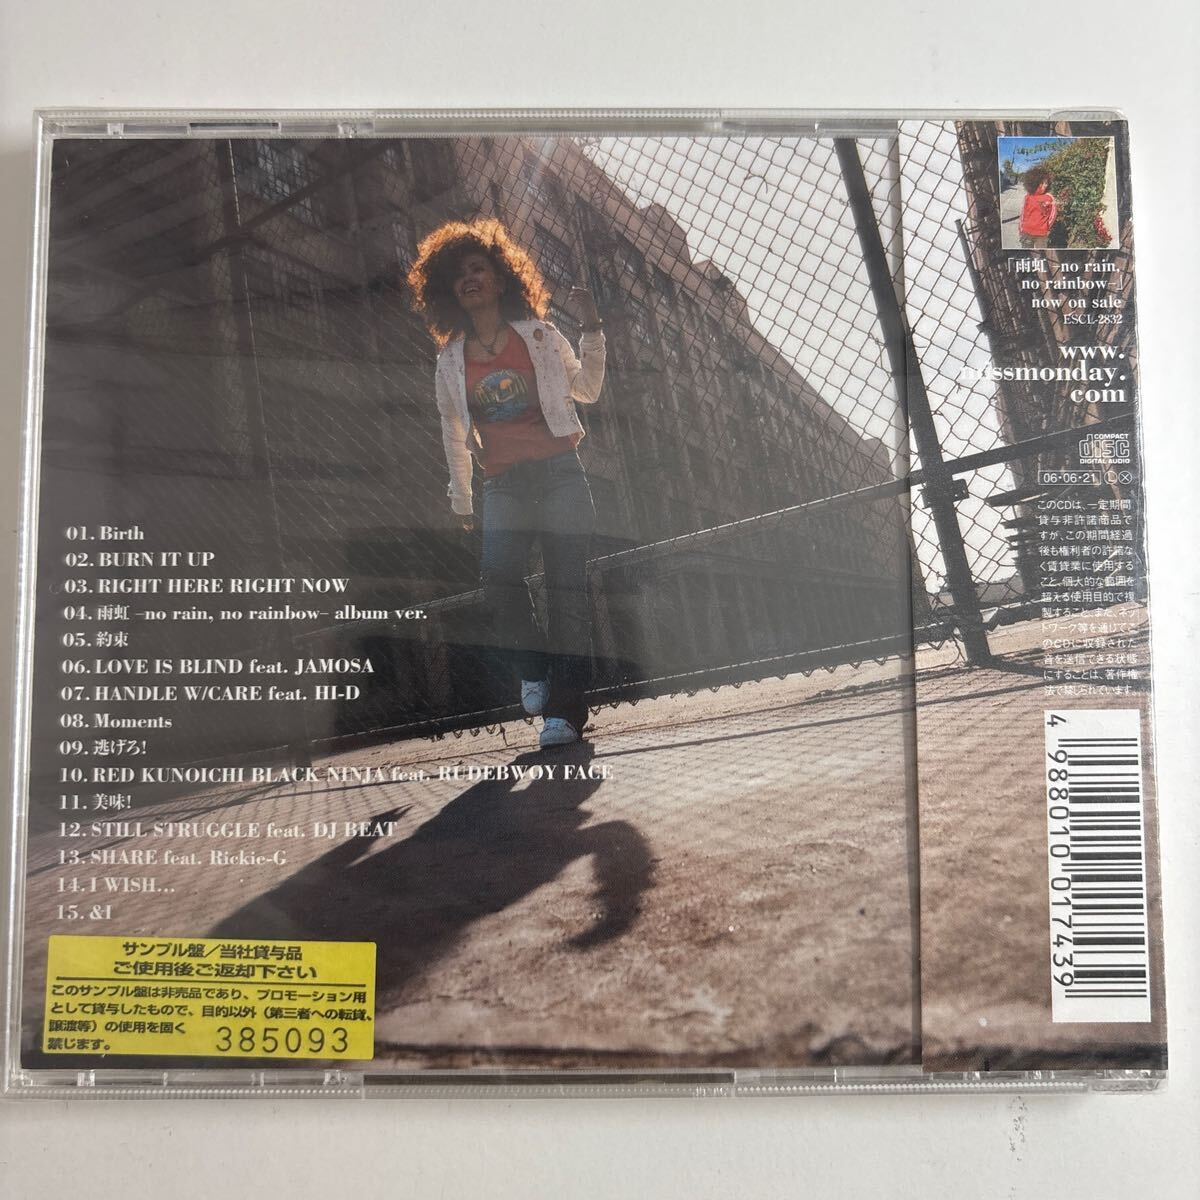 01. Birth
02. BURN IT UP
03. RIGHT HERE RIGHT NOW
04. 雨虹 –no rain, no rainbow– album ver.
05. 約束
06. LOVE IS BLIND feat. JAMOSA
07. HANDLE W/CARE feat. HI-D
08. Moments
09. 逃げろ!
10. RED KUNOICHI BLACK NINJA feat. RUDEBWOY FACE
11. 美味!
12. STILL STRUGGLE feat. DJ BEAT
13. SHARE feat. Rickie-G
14. I WISH...
15. &I
サンプル盤/当社貸与品
ご使用後ご返却下さい
このサンプル盤は非売品であり、プロモーション用
として貸与したもので、目的以外(第三者への転貸、
譲渡等)の使用を固く
禁じます。
385093
「雨虹 –no rain,
no rainbow–」
now on sale
ESCL-2832
www.
missmonday.
com
COMPACT
disc
DIGITAL AUDIO
06・06・21 Ⓛ Ⓧ
このCDは、一定期間
貸与非許諾商品で
すが、この期間経過
後も権利者の許諾な
く賃貸業に使用する
こと、個人的な範囲を
超える使用目的で複
製すること、また、ネッ
トワーク等を通じてこ
のCDに収録された
音を送信できる状態
にすることは、著作権
法で禁じられています。
4 988010 017439